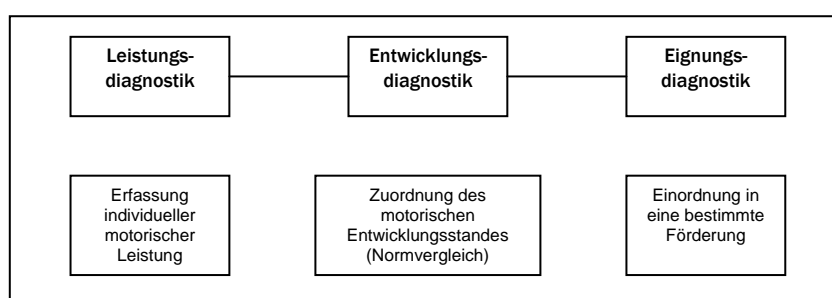 Leistungs-
diagnostik
Entwicklungs-
diagnostik
Eignungs-
diagnostik
Erfassung
individueller
motorischer
Leistung
Zuordnung des
motorischen
Entwicklungsstandes
(Normvergleich)
Einordnung in
eine bestimmte
Förderung